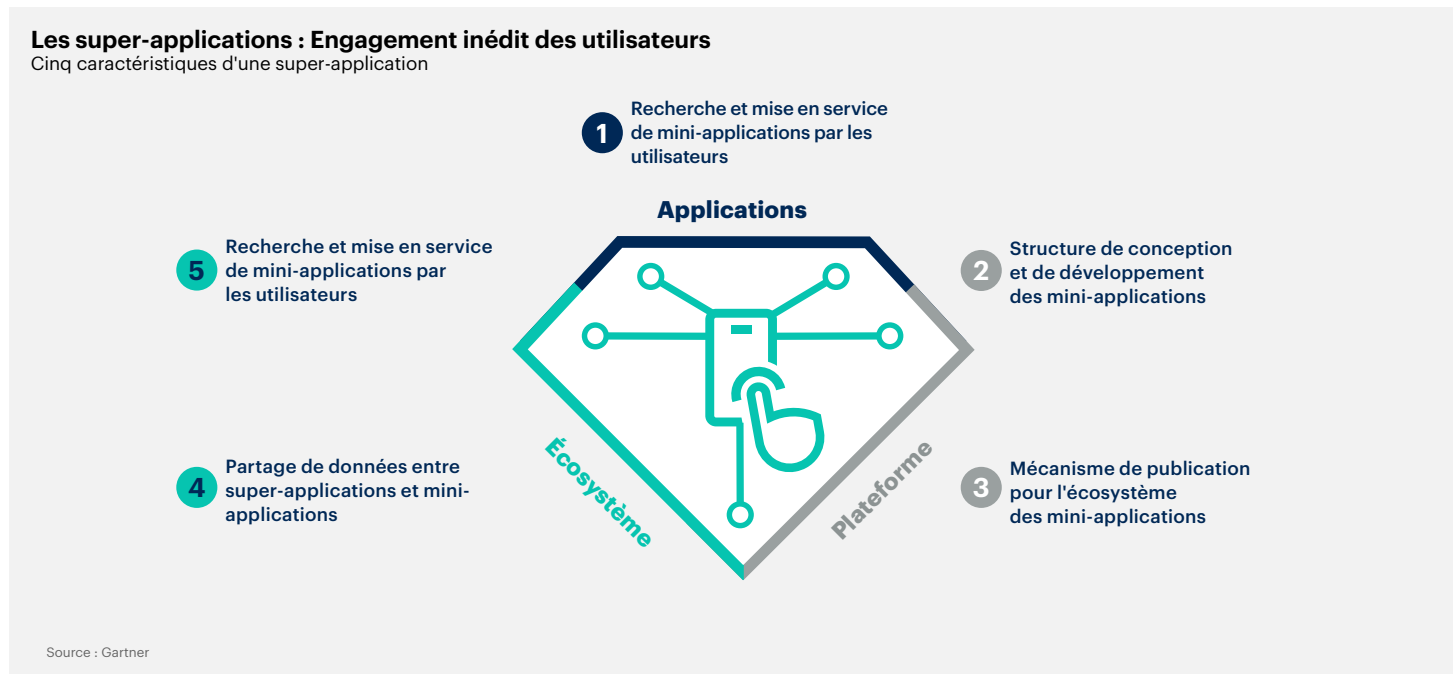 Les super-applications : Engagement inédit des utilisateurs
Cinq caractéristiques d'une super-application
1
Recherche et mise en service
de mini-applications par les
utilisateurs
Applications
5
Recherche et mise en service
de mini-applications par
les utilisateurs
2
Structure de conception
et de développement
des mini-applications
Écosystème
Plateforme
4
Partage de données entre
super-applications et mini-
applications
3
Mécanisme de publication
pour l'écosystème
des mini-applications
Source : Gartner